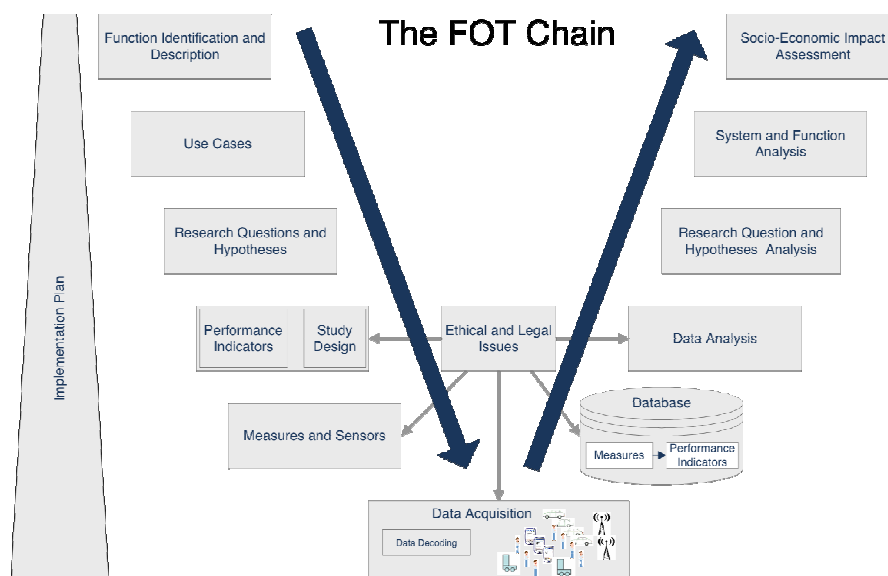 The FOT Chain
Function Identification and
Description
Socio-Economic Impact
Assessment
Use Cases
System and Function
Analysis
Research Questions and
Hypotheses
Research Question and
Hypotheses Analysis
Implementation Plan
Performance
Indicators
Study
Design
Ethical and Legal
Issues
Data Analysis
Measures and Sensors
Database
Measures
Performance
Indicators
Data Acquisition
Data Decoding